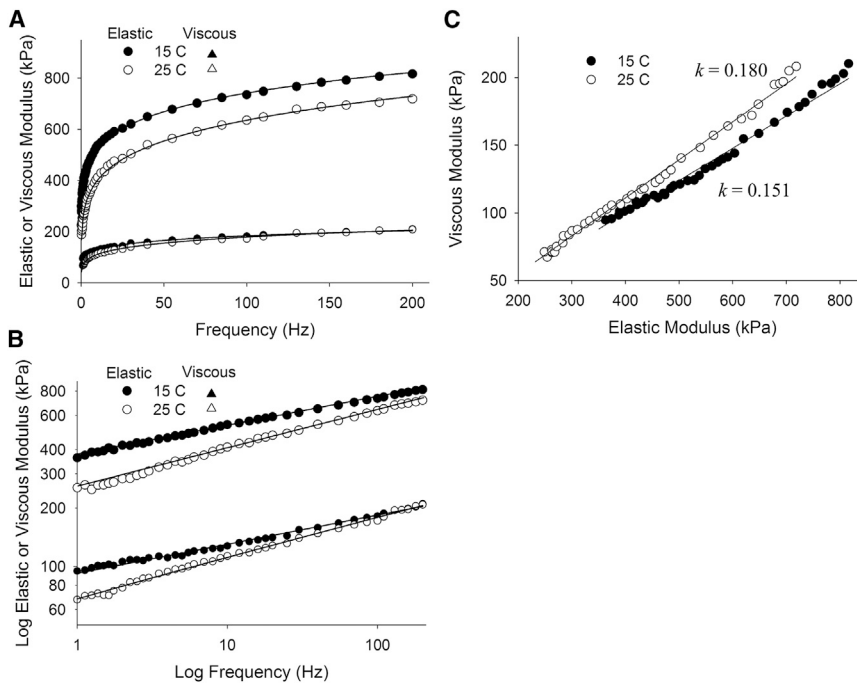 A
Elastic Viscous
15 C
25 C
Elastic or Viscous Modulus (kPa)
800
600
400
200
0
0 50 100 150 200
Frequency (Hz)
B
Elastic Viscous
15 C
25 C
Log Elastic or Viscous Modulus (kPa)
800
600
400
300
200
100
80
60
1 10 100
Log Frequency (Hz)
C
15 C
25 C
k = 0.180
k = 0.151
Viscous Modulus (kPa)
200
150
100
50
200 300 400 500 600 700 800
Elastic Modulus (kPa)